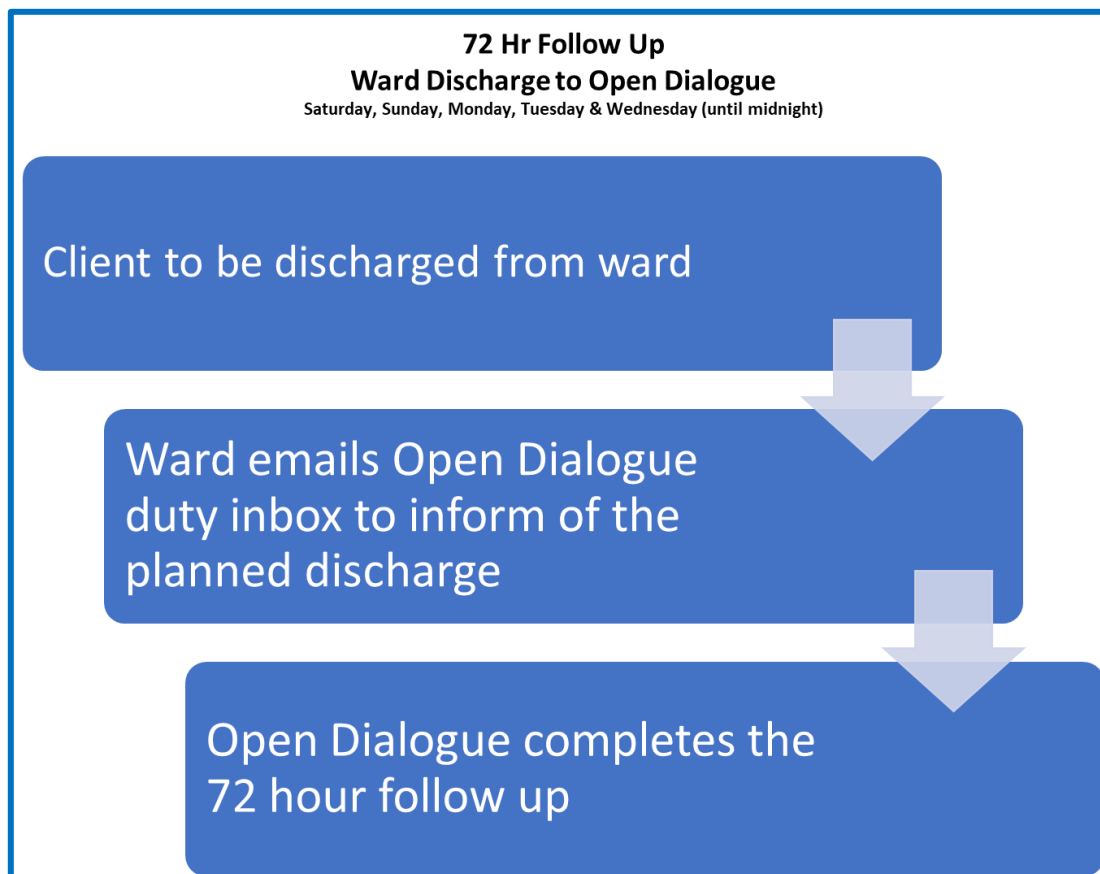 72 Hr Follow Up
Ward Discharge to Open Dialogue
Saturday, Sunday, Monday, Tuesday & Wednesday (until midnight)
Client to be discharged from ward
Ward emails Open Dialogue
duty inbox to inform of the
planned discharge
Open Dialogue completes the
72 hour follow up